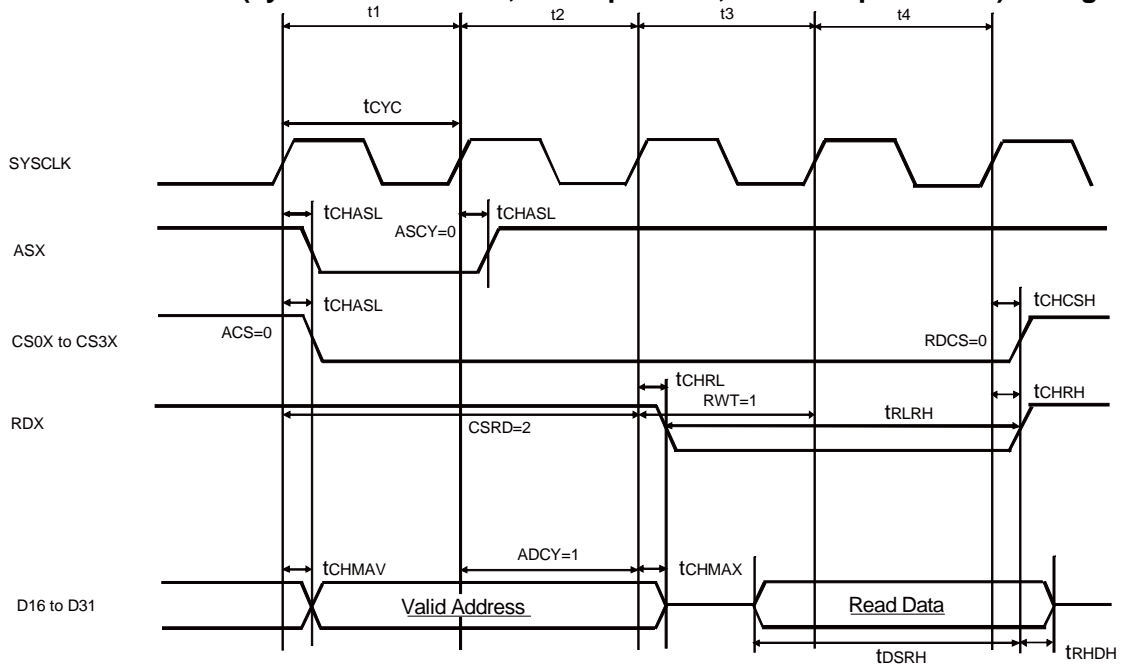 t1 t2 t3 t4
tCYC
SYSCLK
tCHASL tCHASL
ASCY=0
ASX
tCHASL tCHCSH
ACS=0 RDCS=0
CS0X to CS3X
tCHRL tCHRH
RWT=1 tRLRH
RDX
CSRD=2
ADCY=1
tCHMAV tCHMAX
D16 to D31 Valid Address Read Data
tDSRH tRHDH